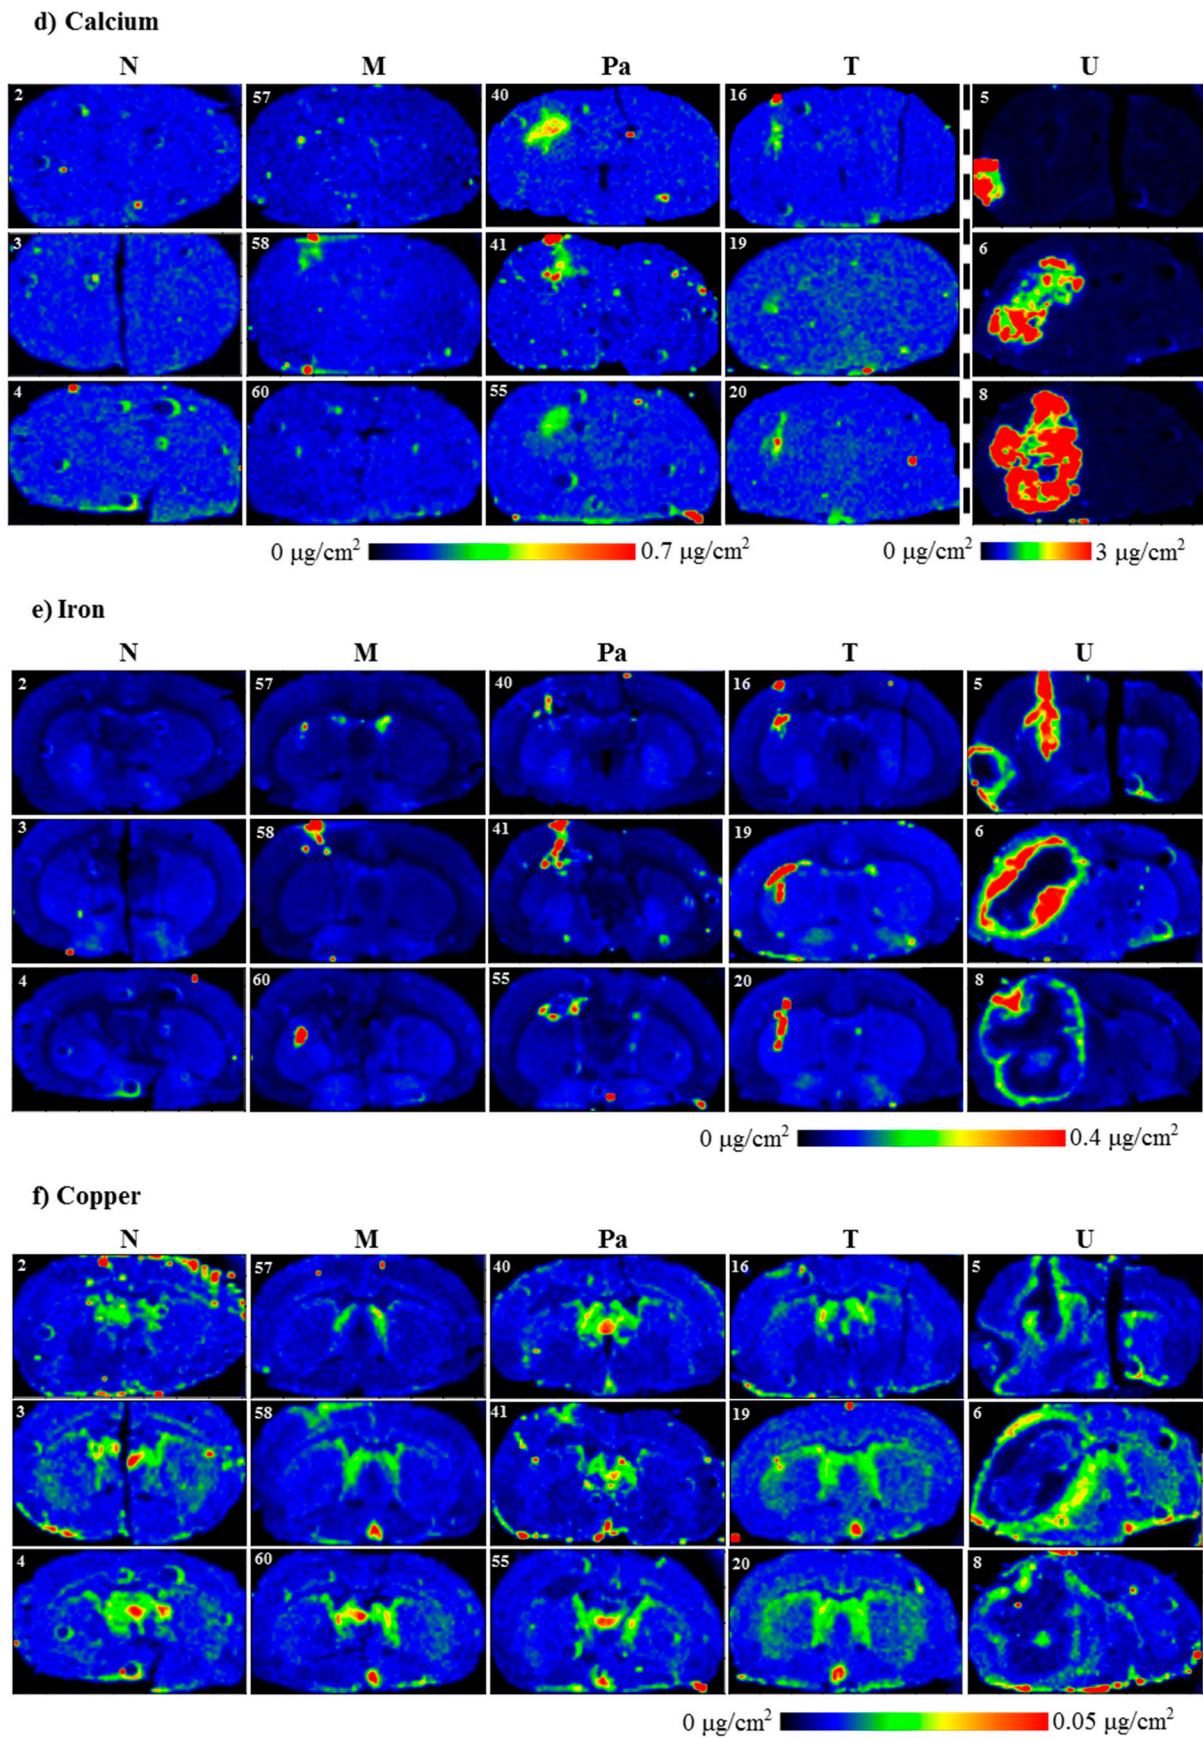 d) Calcium
N M Pa T U
2 57 40 16 5
3 58 41 19 6
4 60 55 20 8
0 µg/cm² 0.7 µg/cm² 0 µg/cm² 3 µg/cm²
e) Iron
N M Pa T U
2 57 40 16 5
3 58 41 19 6
4 60 55 20 8
0 µg/cm² 0.4 µg/cm²
f) Copper
N M Pa T U
2 57 40 16 5
3 58 41 19 6
4 60 55 20 8
0 µg/cm² 0.05 µg/cm²